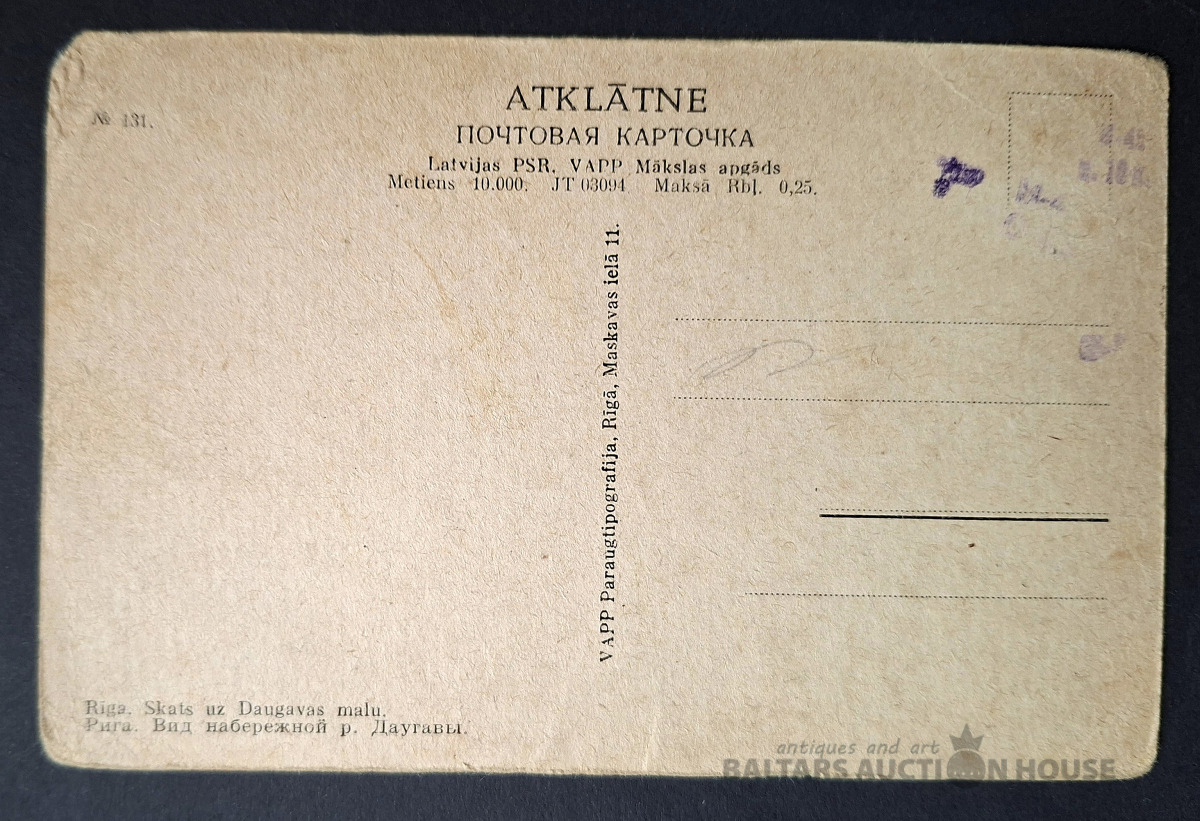 № 131.
ATKLĀTNE
ПОЧТОВАЯ КАРТОЧКА
Latvijas PSR. VAPP Mākslas apgāds
Metiens 10.000. JT 03094 Maksā Rbļ. 0,25.
VAPP Paraugtipografija, Rīgā, Maskavas ielā 11.
Rīga. Skats uz Daugavas malu.
Рига. Вид набережной р. Даугавы.
antiques and art
BALTARS AUCTION HOUSE